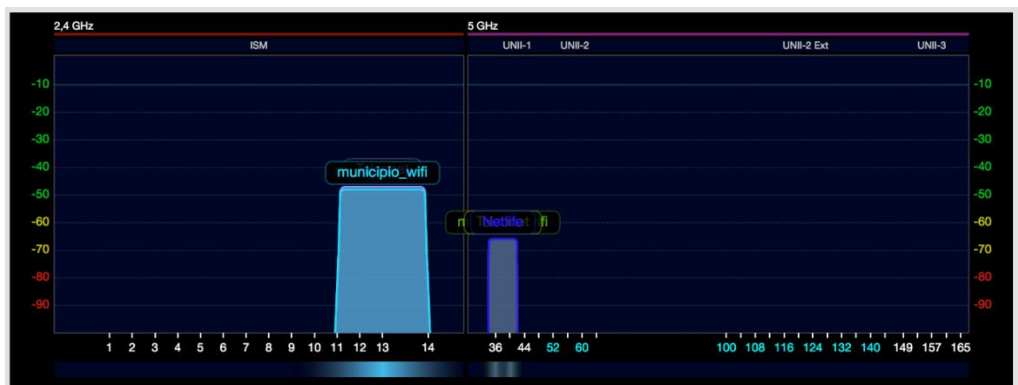 2,4 GHz 5 GHz
ISM UNII-1 UNII-2 UNII-2 Ext UNII-3
-10 -10
-20 -20
-30 -30
-40 -40
municipio_wifi
-50 -50
-60 Netlife -60
-70 -70
-80 -80
-90 -90
1 2 3 4 5 6 7 8 9 10 11 12 13 14 36 44 52 60 100 108 116 124 132 140 149 157 165